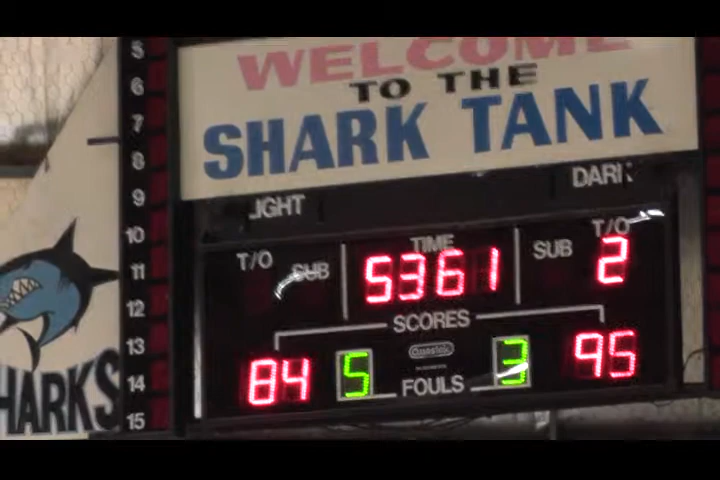 WELCOME
TO THE
SHARK TANK
LIGHT
DARK
T/O
SUB
TIME
5361
SUB
T/O
2
SCORES
84
5
FOULS
3
95
5
6
7
8
9
10
11
12
13
14
15
HARKS